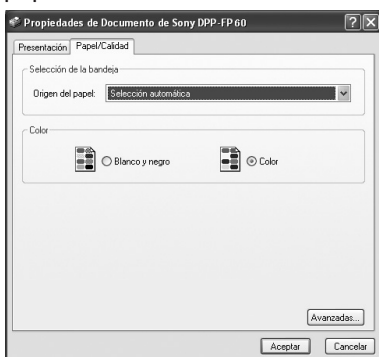 Propiedades de Documento de Sony DPP-FP60
Presentación Papel/Calidad
Selección de la bandeja
Origen del papel: Selección automática
Color
Blanco y negro Color
Avanzadas...
Aceptar Cancelar